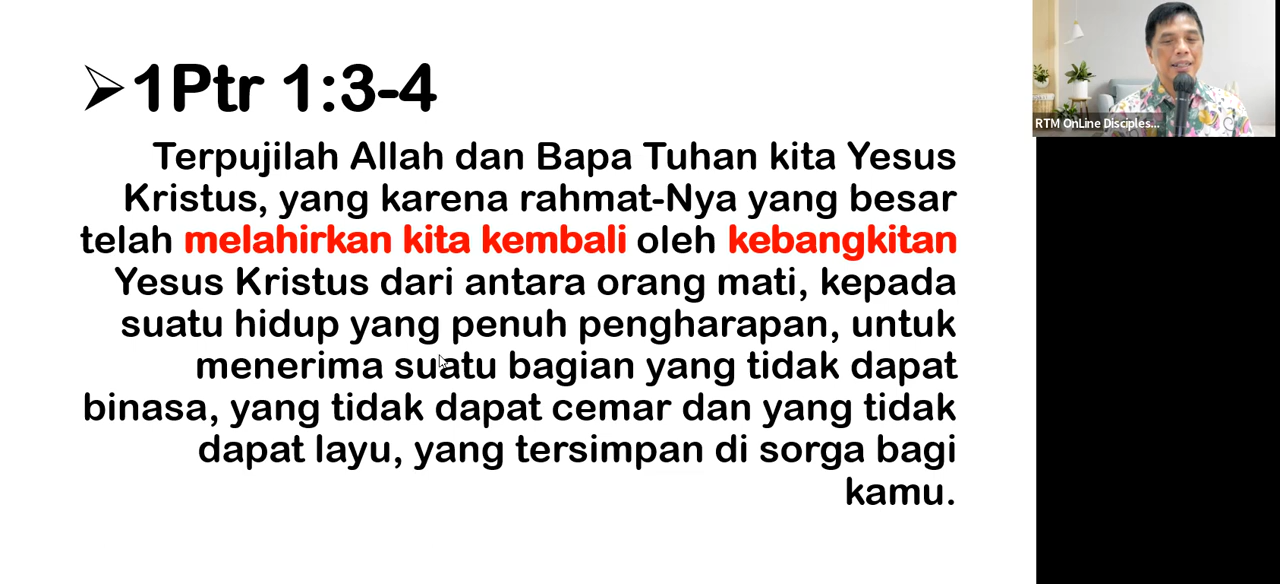 ➢1Ptr 1:3-4
Terpujilah Allah dan Bapa Tuhan kita Yesus
Kristus, yang karena rahmat-Nya yang besar
telah melahirkan kita kembali oleh kebangkitan
Yesus Kristus dari antara orang mati, kepada
suatu hidup yang penuh pengharapan, untuk
menerima suatu bagian yang tidak dapat
binasa, yang tidak dapat cemar dan yang tidak
dapat layu, yang tersimpan di sorga bagi
kamu.
RTM OnLine Disciples...